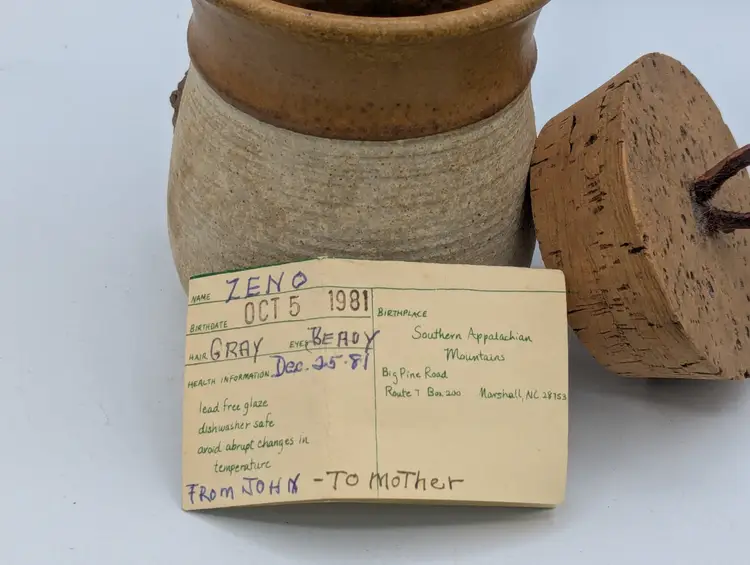 NAME ZENO
BIRTHDATE OCT 5 1981
HAIR GRAY EYES BEADY
HEALTH INFORMATION Dec. 25. 81
lead free glaze
dishwasher safe
avoid abrupt changes in
temperature
FROM JOHN - TO MOTHER
BIRTHPLACE
Southern Appalachian
Mountains
Big Pine Road
Route 7 Box 200 Marshall, NC 28753